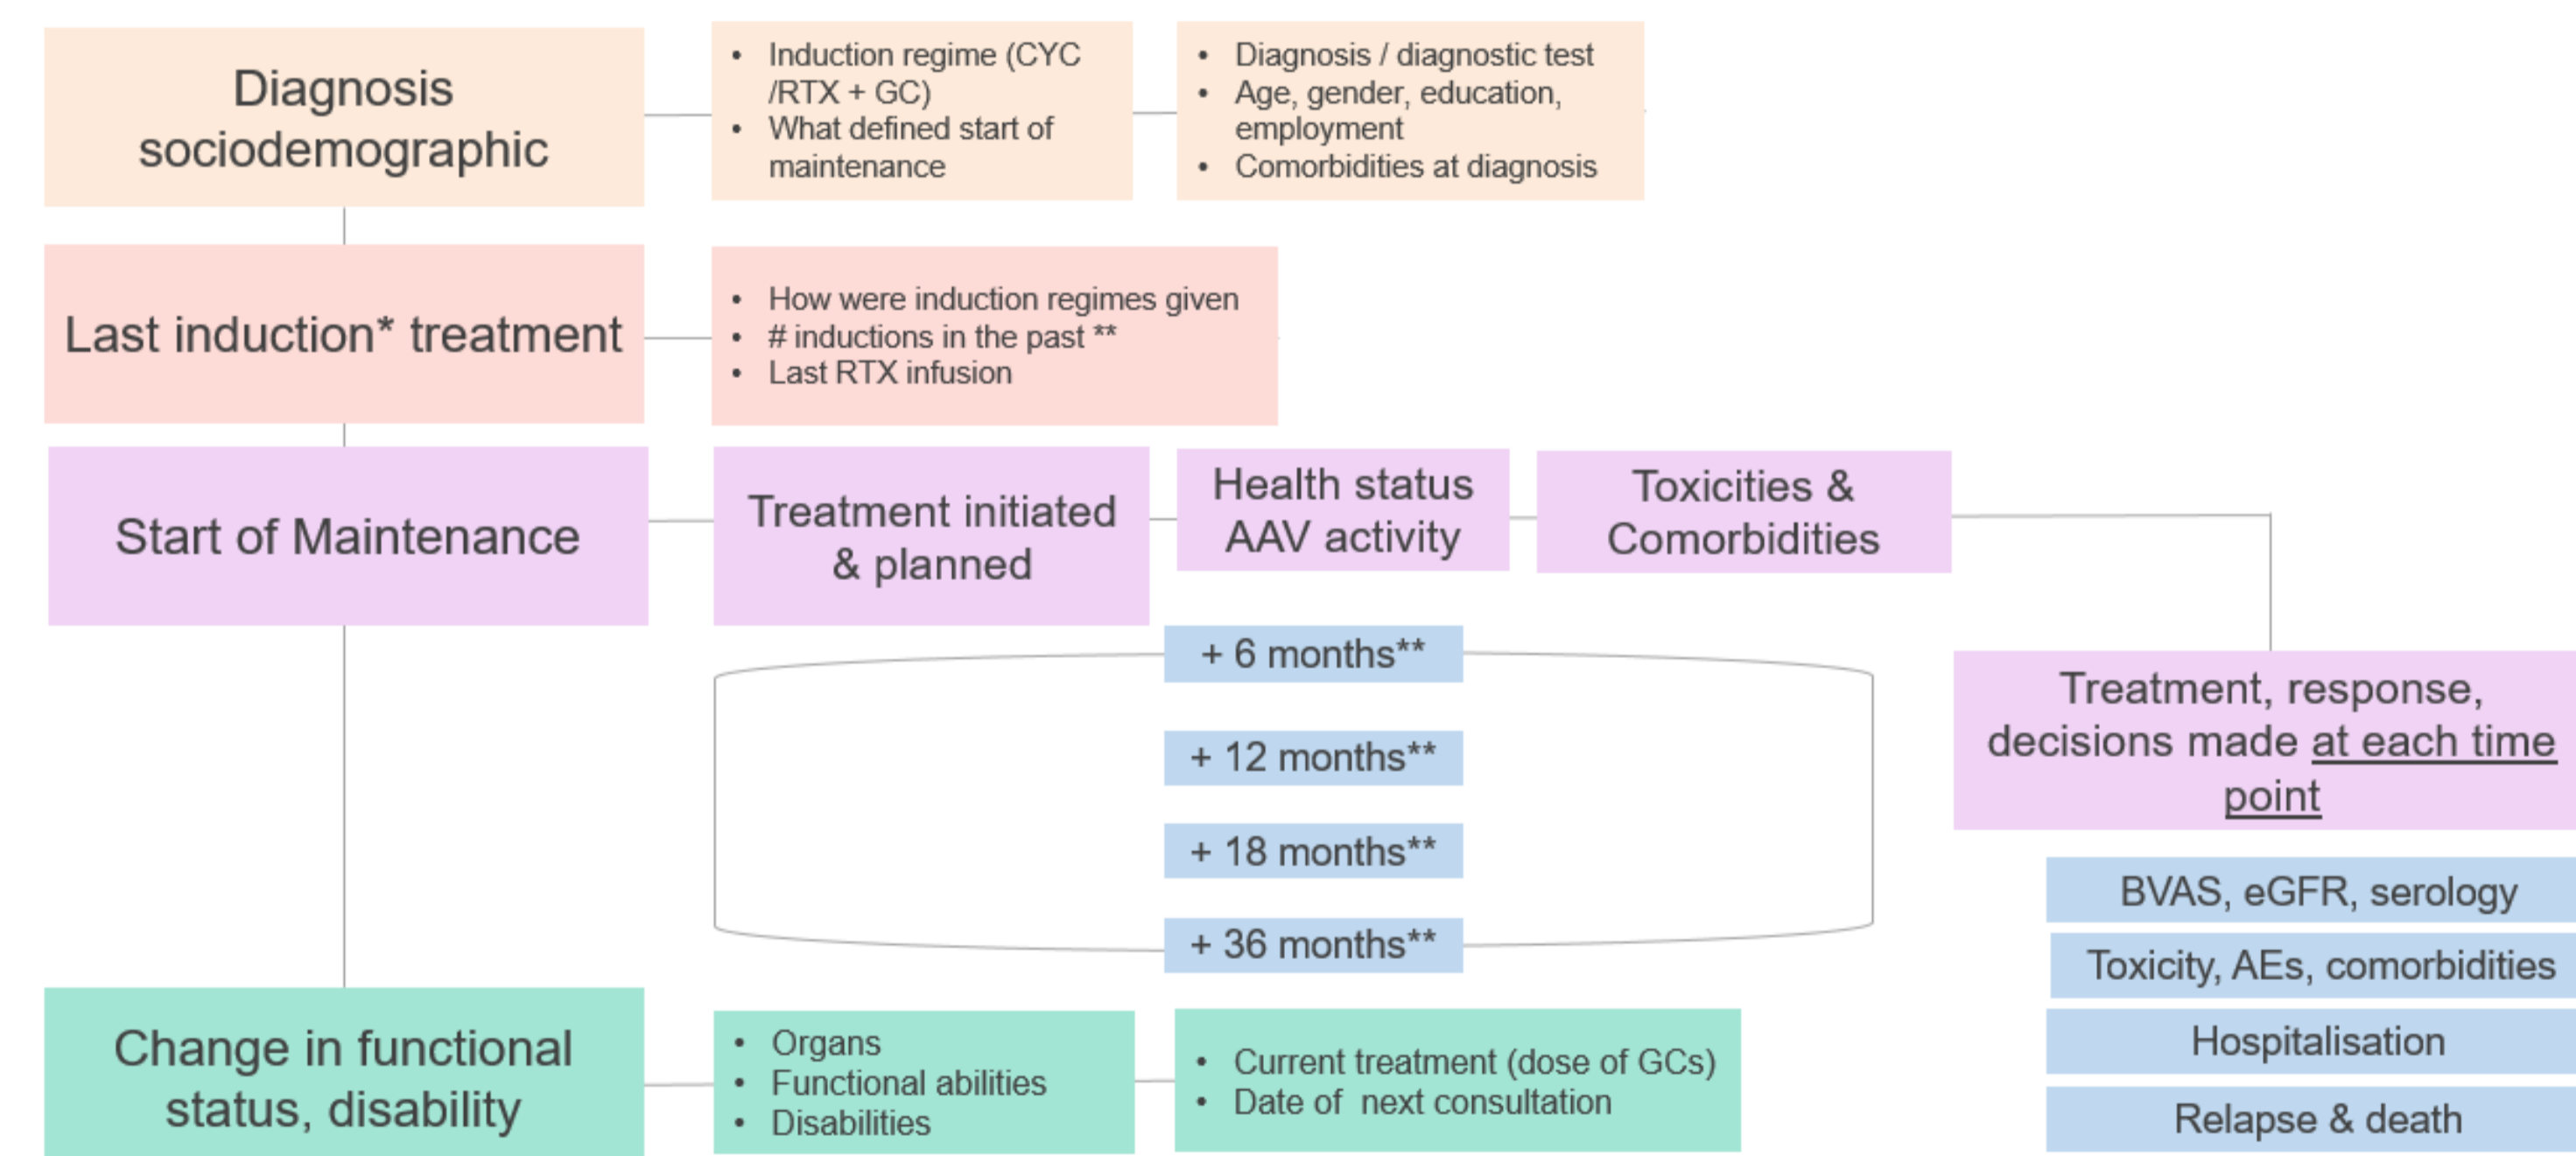 Diagnosis
sociodemographic
• Induction regime (CYC
/RTX + GC)
• What defined start of
maintenance
• Diagnosis / diagnostic test
• Age, gender, education,
employment
• Comorbidities at diagnosis
Last induction* treatment
• How were induction regimes given
• # inductions in the past **
• Last RTX infusion
Start of Maintenance
Treatment initiated
& planned
Health status
AAV activity
Toxicities &
Comorbidities
+ 6 months**
+ 12 months**
+ 18 months**
+ 36 months**
Treatment, response,
decisions made at each time
point
BVAS, eGFR, serology
Toxicity, AEs, comorbidities
Hospitalisation
Relapse & death
Change in functional
status, disability
• Organs
• Functional abilities
• Disabilities
• Current treatment (dose of GCs)
• Date of next consultation